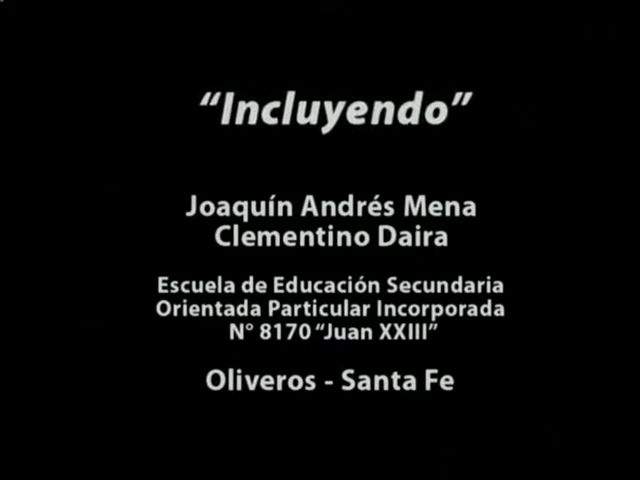 “Incluyendo”
Joaquín Andrés Mena
Clementino Daira
Escuela de Educación Secundaria
Orientada Particular Incorporada
N° 8170 “Juan XXIII”
Oliveros - Santa Fe